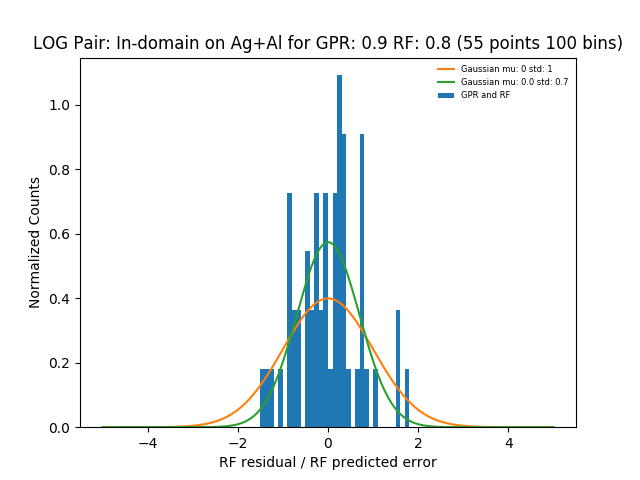 LOG Pair: In-domain on Ag+Al for GPR: 0.9 RF: 0.8 (55 points 100 bins)
Gaussian mu: 0 std: 1
Gaussian mu: 0.0 std: 0.7
GPR and RF
Normalized Counts
1.0
0.8
0.6
0.4
0.2
0.0
−4
−2
0
2
4
RF residual / RF predicted error